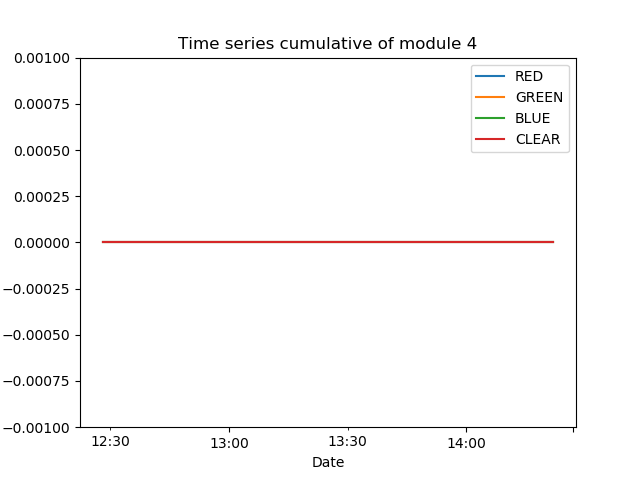 Time series cumulative of module 4
0.00100
0.00075
0.00050
0.00025
0.00000
−0.00025
−0.00050
−0.00075
−0.00100
RED
GREEN
BLUE
CLEAR
12:30 13:00 13:30 14:00
Date